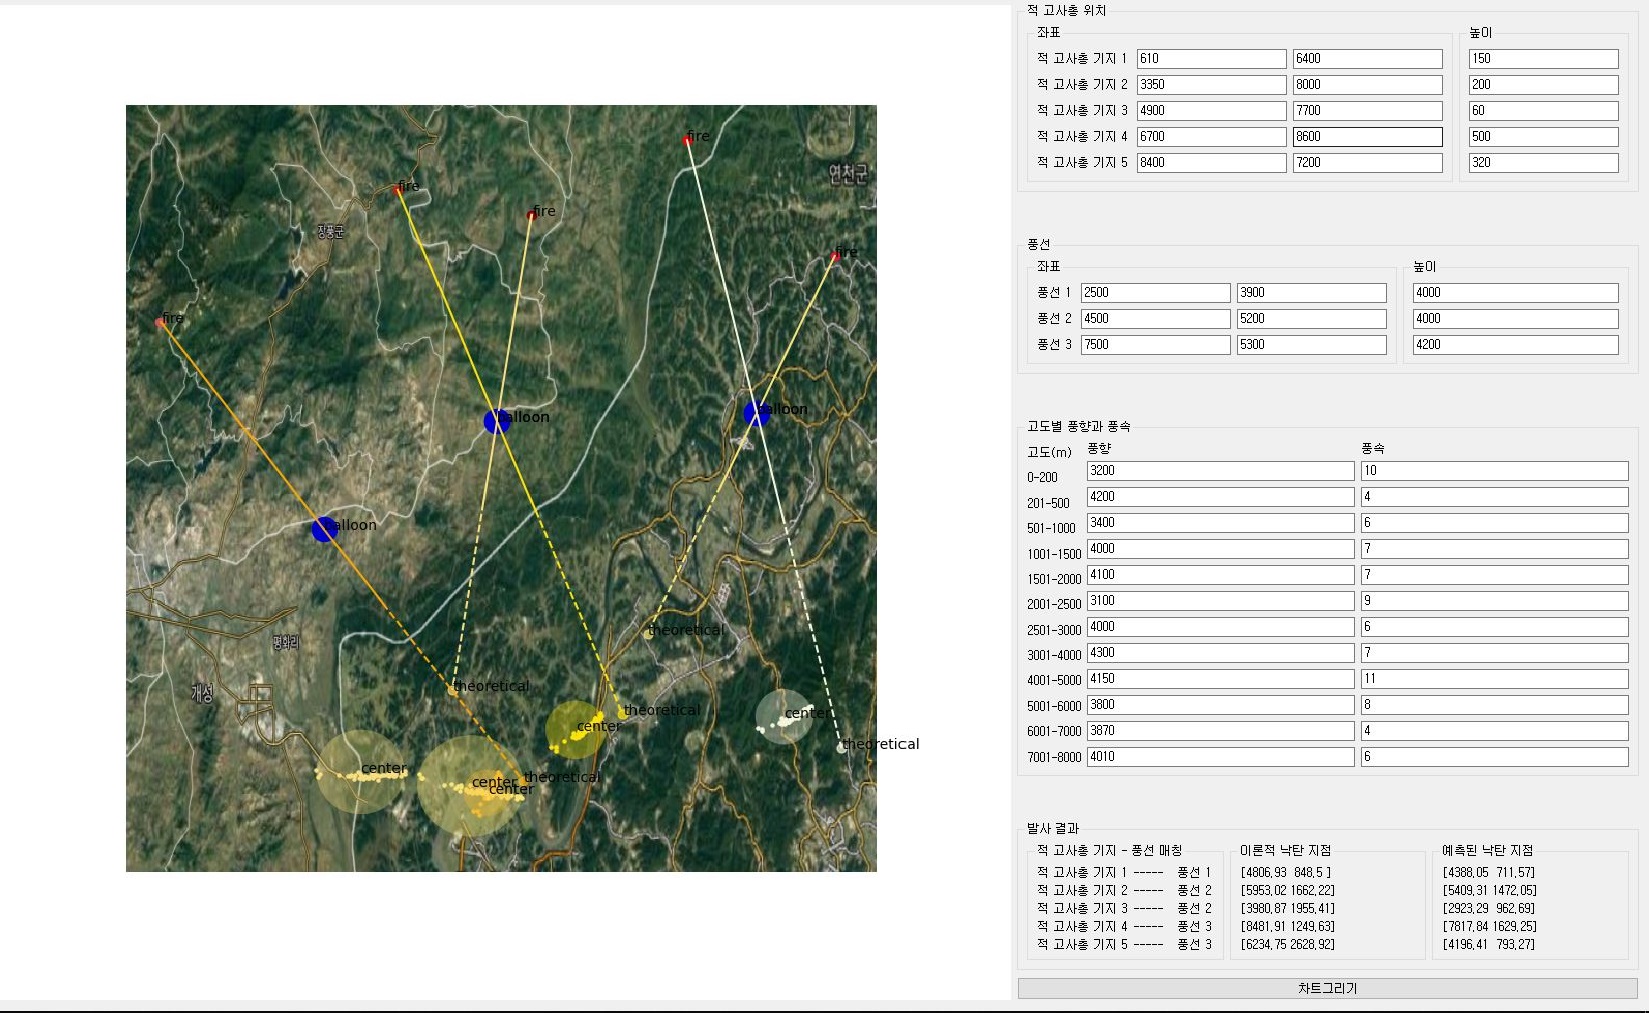 fire
fire
fire
fire
fire
연천군
장풍군
balloon
balloon
balloon
평화리
개성
theoretical
theoretical
theoretical
theoretical
theoretical
center
center
center
center
center
적 고사총 위치
좌표 높이
적 고사총 기지 1 610 6400 150
적 고사총 기지 2 3350 8000 200
적 고사총 기지 3 4900 7700 60
적 고사총 기지 4 6700 8600 500
적 고사총 기지 5 8400 7200 320
풍선
좌표 높이
풍선 1 2500 3900 4000
풍선 2 4500 5200 4000
풍선 3 7500 5300 4200
고도별 풍향과 풍속
고도(m) 풍향 풍속
0-200 3200 10
201-500 4200 4
501-1000 3400 6
1001-1500 4000 7
1501-2000 4100 7
2001-2500 3100 9
2501-3000 4000 6
3001-4000 4300 7
4001-5000 4150 11
5001-6000 3800 8
6001-7000 3870 4
7001-8000 4010 6
발사 결과
적 고사총 기지 - 풍선 매칭 이론적 낙탄 지점 예측된 낙탄 지점
적 고사총 기지 1 ----- 풍선 1 [4806.93 848.5 ] [4388.05 711.57]
적 고사총 기지 2 ----- 풍선 2 [5953.02 1662.22] [5409.31 1472.05]
적 고사총 기지 3 ----- 풍선 2 [3980.87 1955.41] [2923.29 962.69]
적 고사총 기지 4 ----- 풍선 3 [8481.91 1249.63] [7817.84 1629.25]
적 고사총 기지 5 ----- 풍선 3 [6234.75 2628.92] [4196.41 793.27]
차트그리기